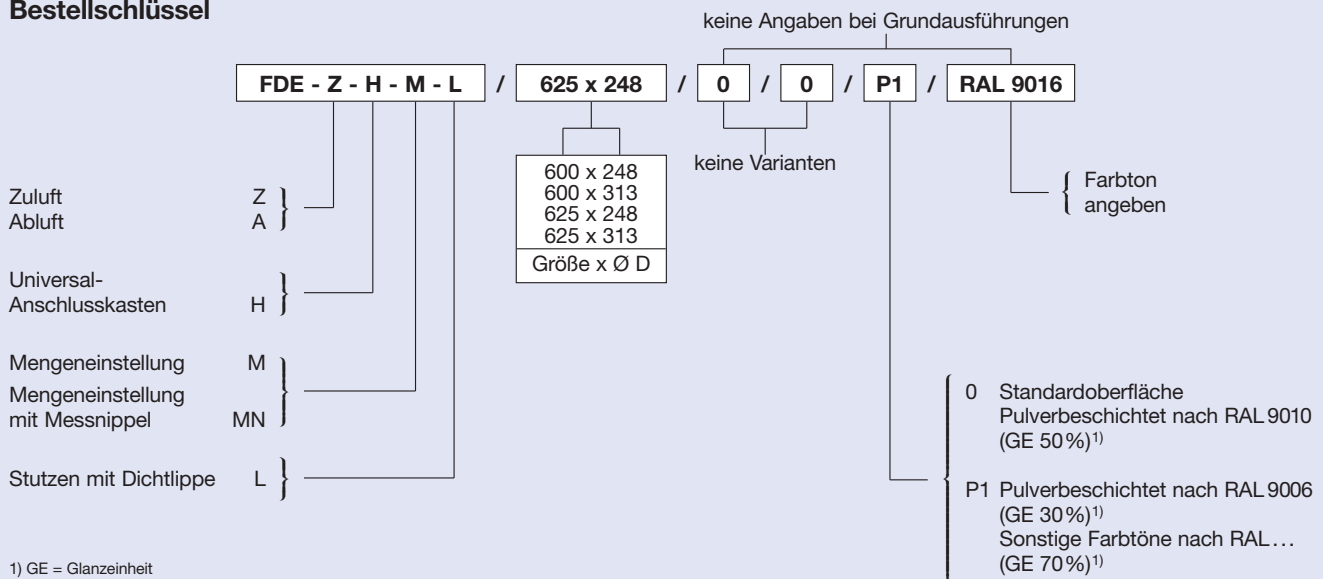 Bestellschlüssel
keine Angaben bei Grundausführungen
FDE - Z - H - M - L / 625 x 248 / 0 / 0 / P1 / RAL 9016
keine Varianten
600 x 248
600 x 313
625 x 248
625 x 313
Größe x Ø D
Farbton
angeben
Zuluft Z
Abluft A
Universal-
Anschlusskasten H
Mengeneinstellung M
Mengeneinstellung
mit Messnippel MN
Stutzen mit Dichtlippe L
0 Standardoberfläche
Pulverbeschichtet nach RAL 9010
(GE 50%)1)
P1 Pulverbeschichtet nach RAL 9006
(GE 30%)1)
Sonstige Farbtöne nach RAL...
(GE 70%)1)
1) GE = Glanzeinheit